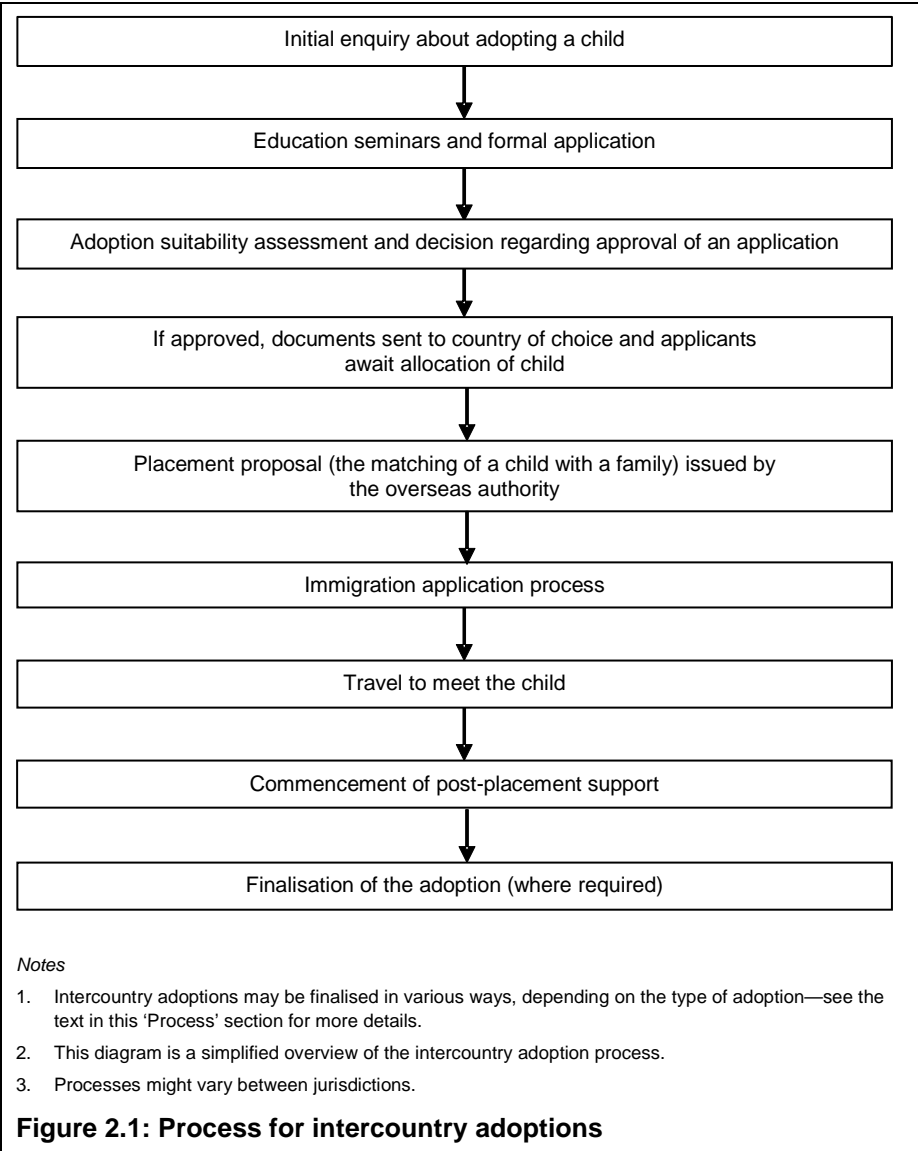 Initial enquiry about adopting a child
Education seminars and formal application
Adoption suitability assessment and decision regarding approval of an application
If approved, documents sent to country of choice and applicants
await allocation of child
Placement proposal (the matching of a child with a family) issued by
the overseas authority
Immigration application process
Travel to meet the child
Commencement of post-placement support
Finalisation of the adoption (where required)
Notes
1. Intercountry adoptions may be finalised in various ways, depending on the type of adoption—see the
text in this ‘Process’ section for more details.
2. This diagram is a simplified overview of the intercountry adoption process.
3. Processes might vary between jurisdictions.
Figure 2.1: Process for intercountry adoptions